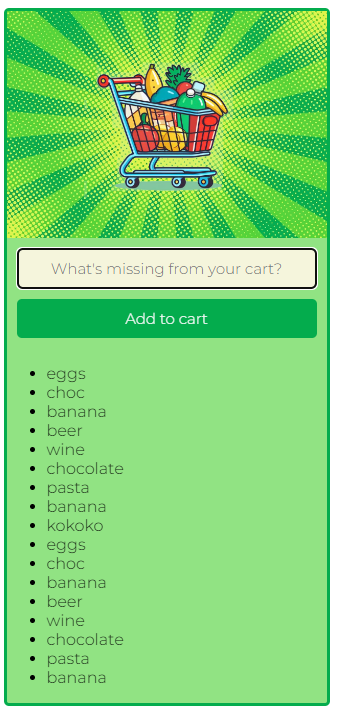 What's missing from your cart?
Add to cart
eggs
choc
banana
beer
wine
chocolate
pasta
banana
kokoko
eggs
choc
banana
beer
wine
chocolate
pasta
banana